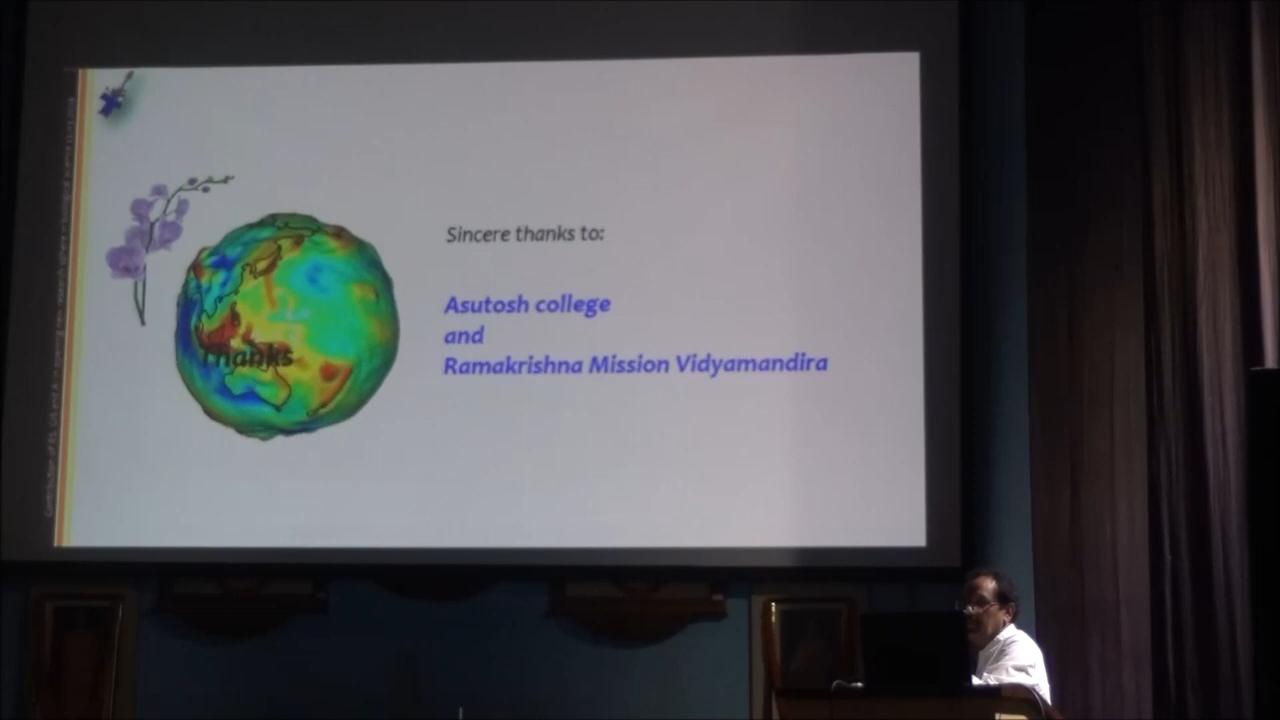 Sincere thanks to:
Asutosh college
and
Ramakrishna Mission Vidyamandira
Thanks